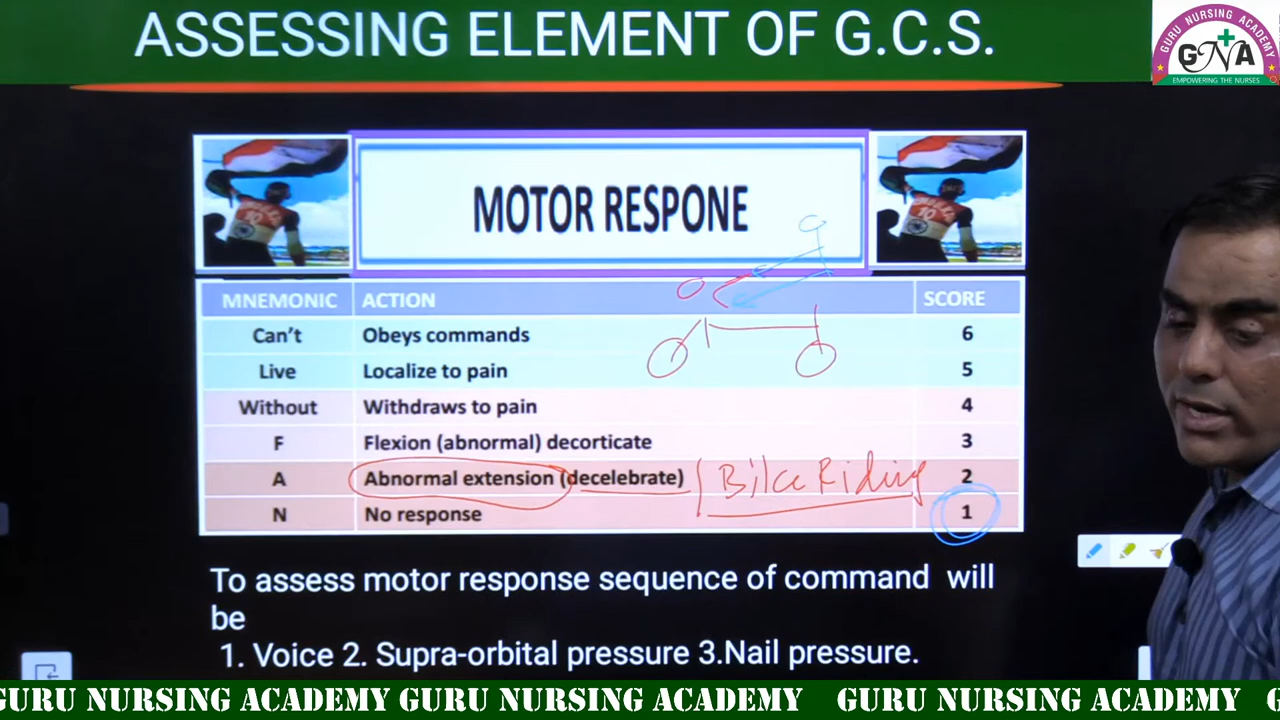 ASSESSING ELEMENT OF G.C.S.
GURU NURSING ACADEMY
GNA
EMPOWERING THE NURSES
MOTOR RESPONE
MNEMONIC ACTION SCORE
Can't Obeys commands 6
Live Localize to pain 5
Without Withdraws to pain 4
F Flexion (abnormal) decorticate 3
A Abnormal extension (decelebrate) Bike Riding 2
N No response 1
To assess motor response sequence of command will
be
1. Voice 2. Supra-orbital pressure 3.Nail pressure.
GURU NURSING ACADEMY GURU NURSING ACADEMY GURU NURSING ACADEMY G